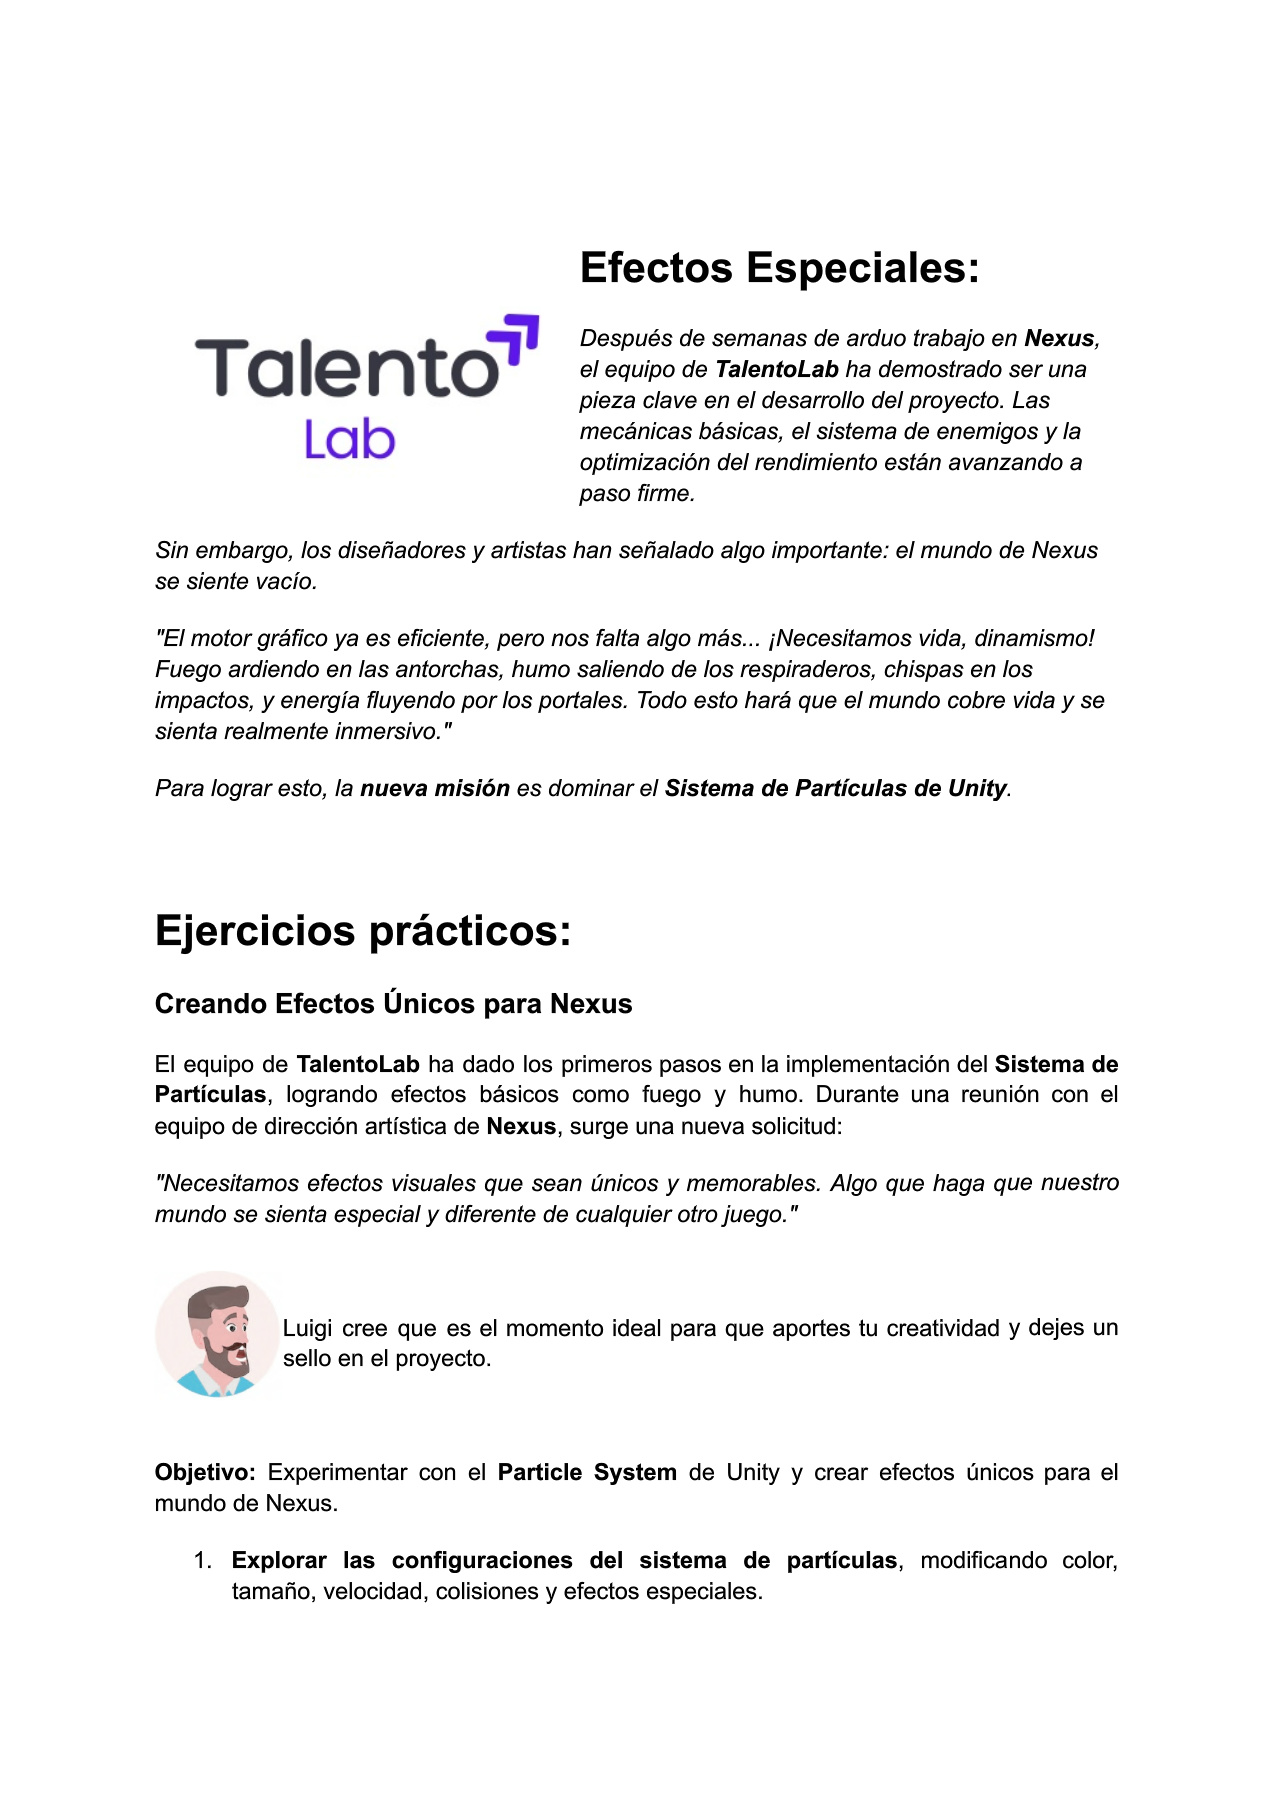 Efectos Especiales:
Talento
Lab
Después de semanas de arduo trabajo en Nexus,
el equipo de TalentoLab ha demostrado ser una
pieza clave en el desarrollo del proyecto. Las
mecánicas básicas, el sistema de enemigos y la
optimización del rendimiento están avanzando a
paso firme.
Sin embargo, los diseñadores y artistas han señalado algo importante: el mundo de Nexus
se siente vacío.
"El motor gráfico ya es eficiente, pero nos falta algo más... ¡Necesitamos vida, dinamismo!
Fuego ardiendo en las antorchas, humo saliendo de los respiraderos, chispas en los
impactos, y energía fluyendo por los portales. Todo esto hará que el mundo cobre vida y se
sienta realmente inmersivo."
Para lograr esto, la nueva misión es dominar el Sistema de Partículas de Unity.
Ejercicios prácticos:
Creando Efectos Únicos para Nexus
El equipo de TalentoLab ha dado los primeros pasos en la implementación del Sistema de
Partículas, logrando efectos básicos como fuego y humo. Durante una reunión con el
equipo de dirección artística de Nexus, surge una nueva solicitud:
"Necesitamos efectos visuales que sean únicos y memorables. Algo que haga que nuestro
mundo se sienta especial y diferente de cualquier otro juego."
Luigi cree que es el momento ideal para que aportes tu creatividad y dejes un
sello en el proyecto.
Objetivo: Experimentar con el Particle System de Unity y crear efectos únicos para el
mundo de Nexus.
1. Explorar las configuraciones del sistema de partículas, modificando color,
tamaño, velocidad, colisiones y efectos especiales.